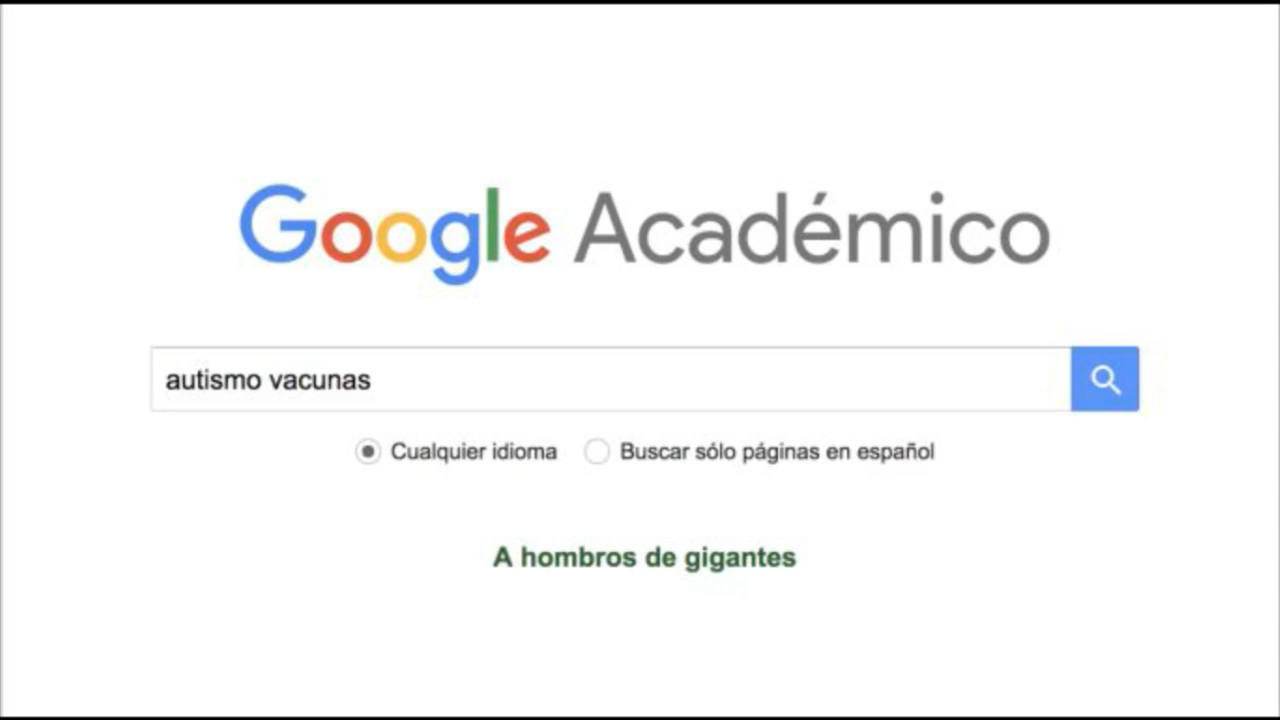 Google Académico
autismo vacunas
Cualquier idioma Buscar sólo páginas en español
A hombros de gigantes